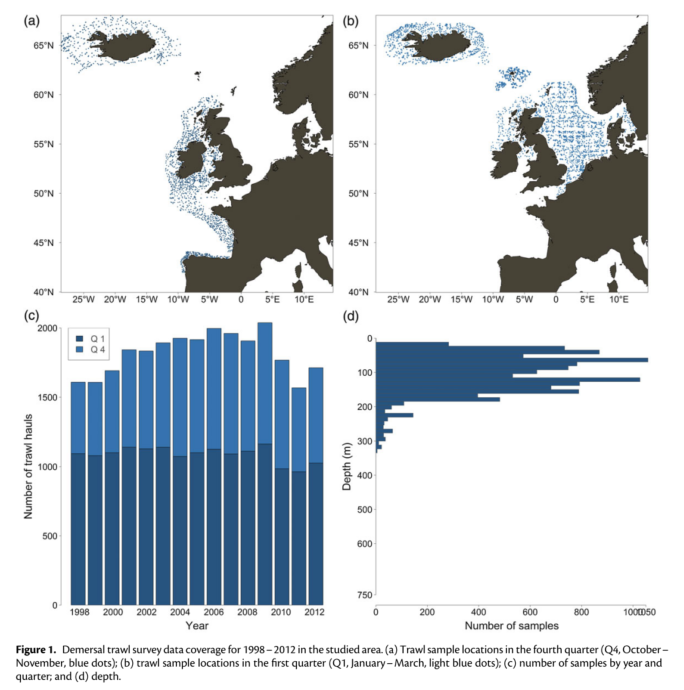 (a)
(b)
65°N
60°N
55°N
50°N
45°N
40°N
25°W 20°W 15°W 10°W 5°W 0 5°E 10°E
65°N
60°N
55°N
50°N
45°N
40°N
25°W 20°W 15°W 10°W 5°W 0 5°E 10°E
(c)
(d)
2000
1500
1000
500
0
Number of trawl hauls
Q 1
Q 4
1998 2000 2002 2004 2006 2008 2010 2012
Year
0
100
200
300
400
500
600
750
Depth (m)
0 200 400 600 800 1000 1050
Number of samples
Figure 1. Demersal trawl survey data coverage for 1998–2012 in the studied area. (a) Trawl sample locations in the fourth quarter (Q4, October–
November, blue dots); (b) trawl sample locations in the first quarter (Q1, January–March, light blue dots); (c) number of samples by year and
quarter; and (d) depth.